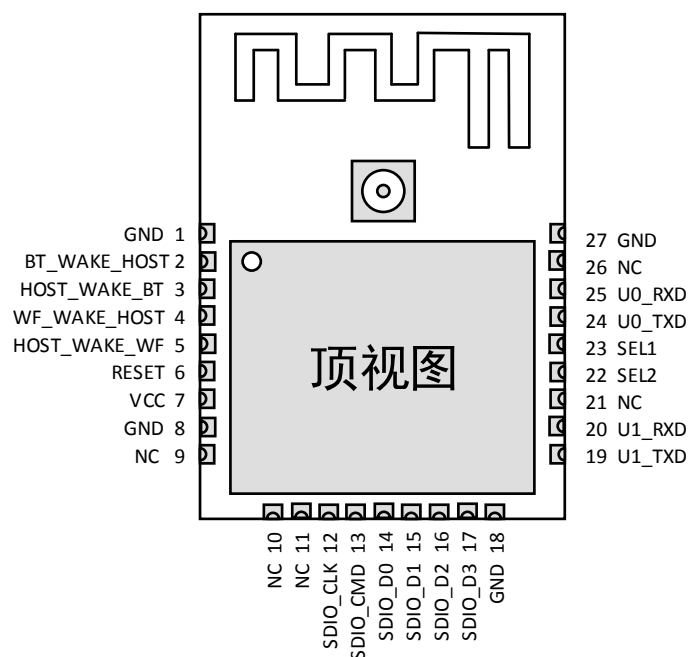 GND 1
BT_WAKE_HOST 2
HOST_WAKE_BT 3
WF_WAKE_HOST 4
HOST_WAKE_WF 5
RESET 6
VCC 7
GND 8
NC 9
顶视图
27 GND
26 NC
25 U0_RXD
24 U0_TXD
23 SEL1
22 SEL2
21 NC
20 U1_RXD
19 U1_TXD
NC 10
NC 11
SDIO_CLK 12
SDIO_CMD 13
SDIO_D0 14
SDIO_D1 15
SDIO_D2 16
SDIO_D3 17
GND 18